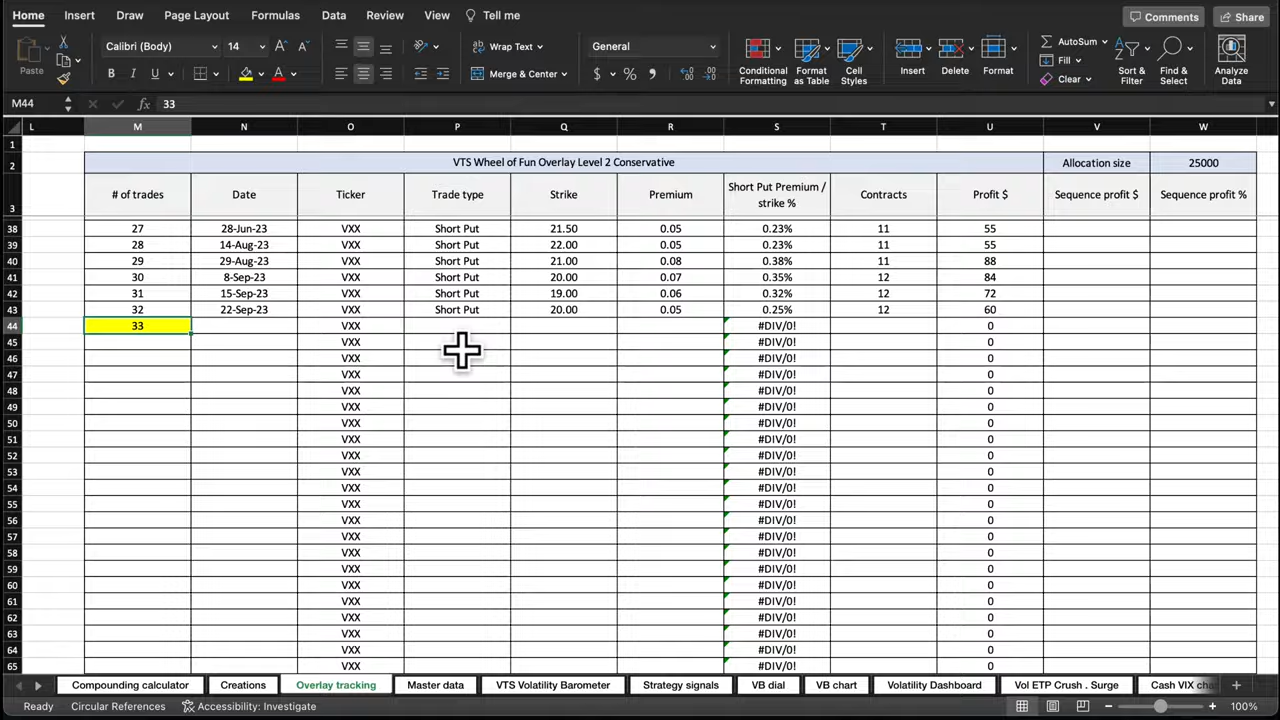 Home Insert Draw Page Layout Formulas Data Review View Tell me Comments Share
Paste Calibri (Body) 14 Wrap Text General Conditional Formatting Format as Table Cell Styles Insert Delete Format AutoSum Sort & Filter Find & Select Analyze Data
B I U A Merge & Center $ % Fill Clear
M44 fx 33
L M N O P Q R S T U V W
1
2 VTS Wheel of Fun Overlay Level 2 Conservative Allocation size 25000
3 # of trades Date Ticker Trade type Strike Premium Short Put Premium / strike % Contracts Profit $ Sequence profit $ Sequence profit %
38 27 28-Jun-23 VXX Short Put 21.50 0.05 0.23% 11 55
39 28 14-Aug-23 VXX Short Put 22.00 0.05 0.23% 11 55
40 29 29-Aug-23 VXX Short Put 21.00 0.08 0.38% 11 88
41 30 8-Sep-23 VXX Short Put 20.00 0.07 0.35% 12 84
42 31 15-Sep-23 VXX Short Put 19.00 0.06 0.32% 12 72
43 32 22-Sep-23 VXX Short Put 20.00 0.05 0.25% 12 60
44 33 VXX #DIV/0! 0
45 VXX #DIV/0! 0
46 VXX #DIV/0! 0
47 VXX #DIV/0! 0
48 VXX #DIV/0! 0
49 VXX #DIV/0! 0
50 VXX #DIV/0! 0
51 VXX #DIV/0! 0
52 VXX #DIV/0! 0
53 VXX #DIV/0! 0
54 VXX #DIV/0! 0
55 VXX #DIV/0! 0
56 VXX #DIV/0! 0
57 VXX #DIV/0! 0
58 VXX #DIV/0! 0
59 VXX #DIV/0! 0
60 VXX #DIV/0! 0
61 VXX #DIV/0! 0
62 VXX #DIV/0! 0
63 VXX #DIV/0! 0
64 VXX #DIV/0! 0
65 VXX #DIV/0! 0
Compounding calculator Creations Overlay tracking Master data VTS Volatility Barometer Strategy signals VB dial VB chart Volatility Dashboard Vol ETP Crush . Surge Cash VIX
Ready Circular References Accessibility: Investigate 100%